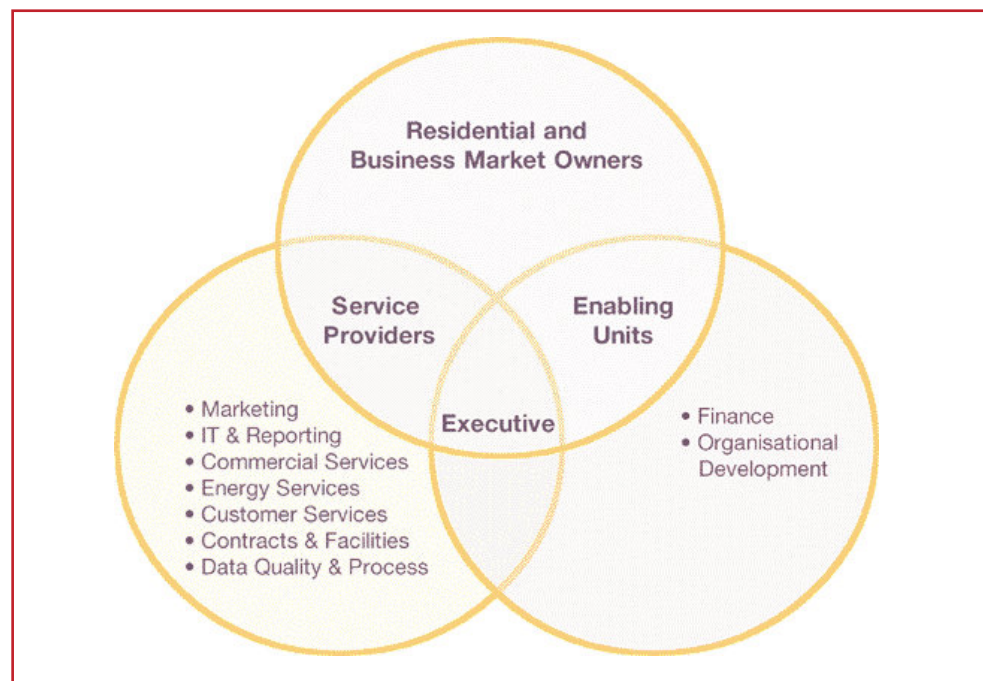 Residential and
Business Market Owners
Service
Providers
Enabling
Units
Executive
• Marketing
• IT & Reporting
• Commercial Services
• Energy Services
• Customer Services
• Contracts & Facilities
• Data Quality & Process
• Finance
• Organisational
Development